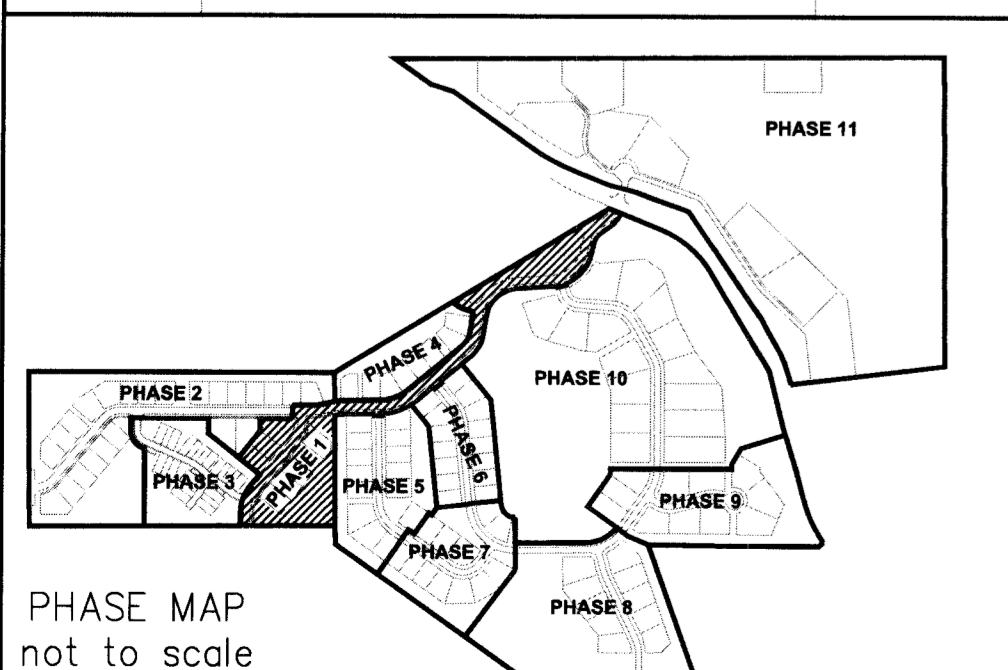 PHASE 11
PHASE 4
PHASE 10
PHASE 2
PHASE 6
PHASE 1
PHASE 3
PHASE 5
PHASE 9
PHASE 7
PHASE 8
PHASE MAP
not to scale